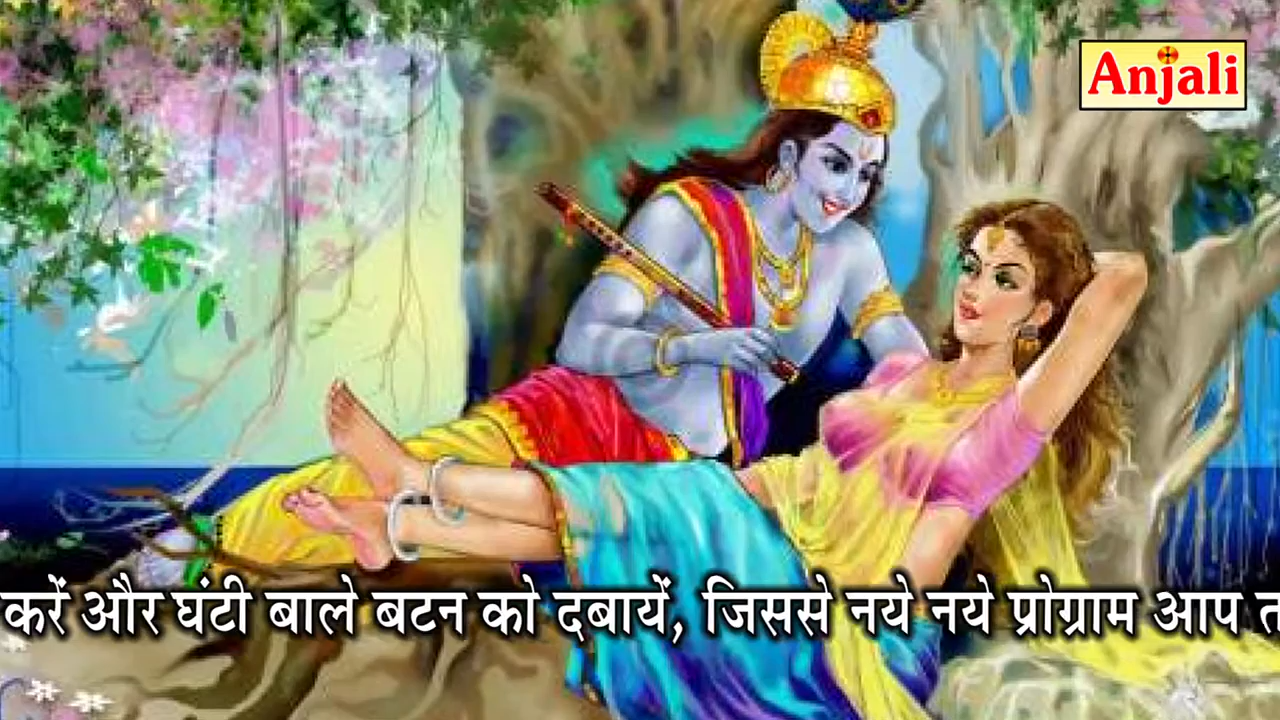 Anjali
करें और घंटी बाले बटन को दबायें, जिससे नये नये प्रोग्राम आप त